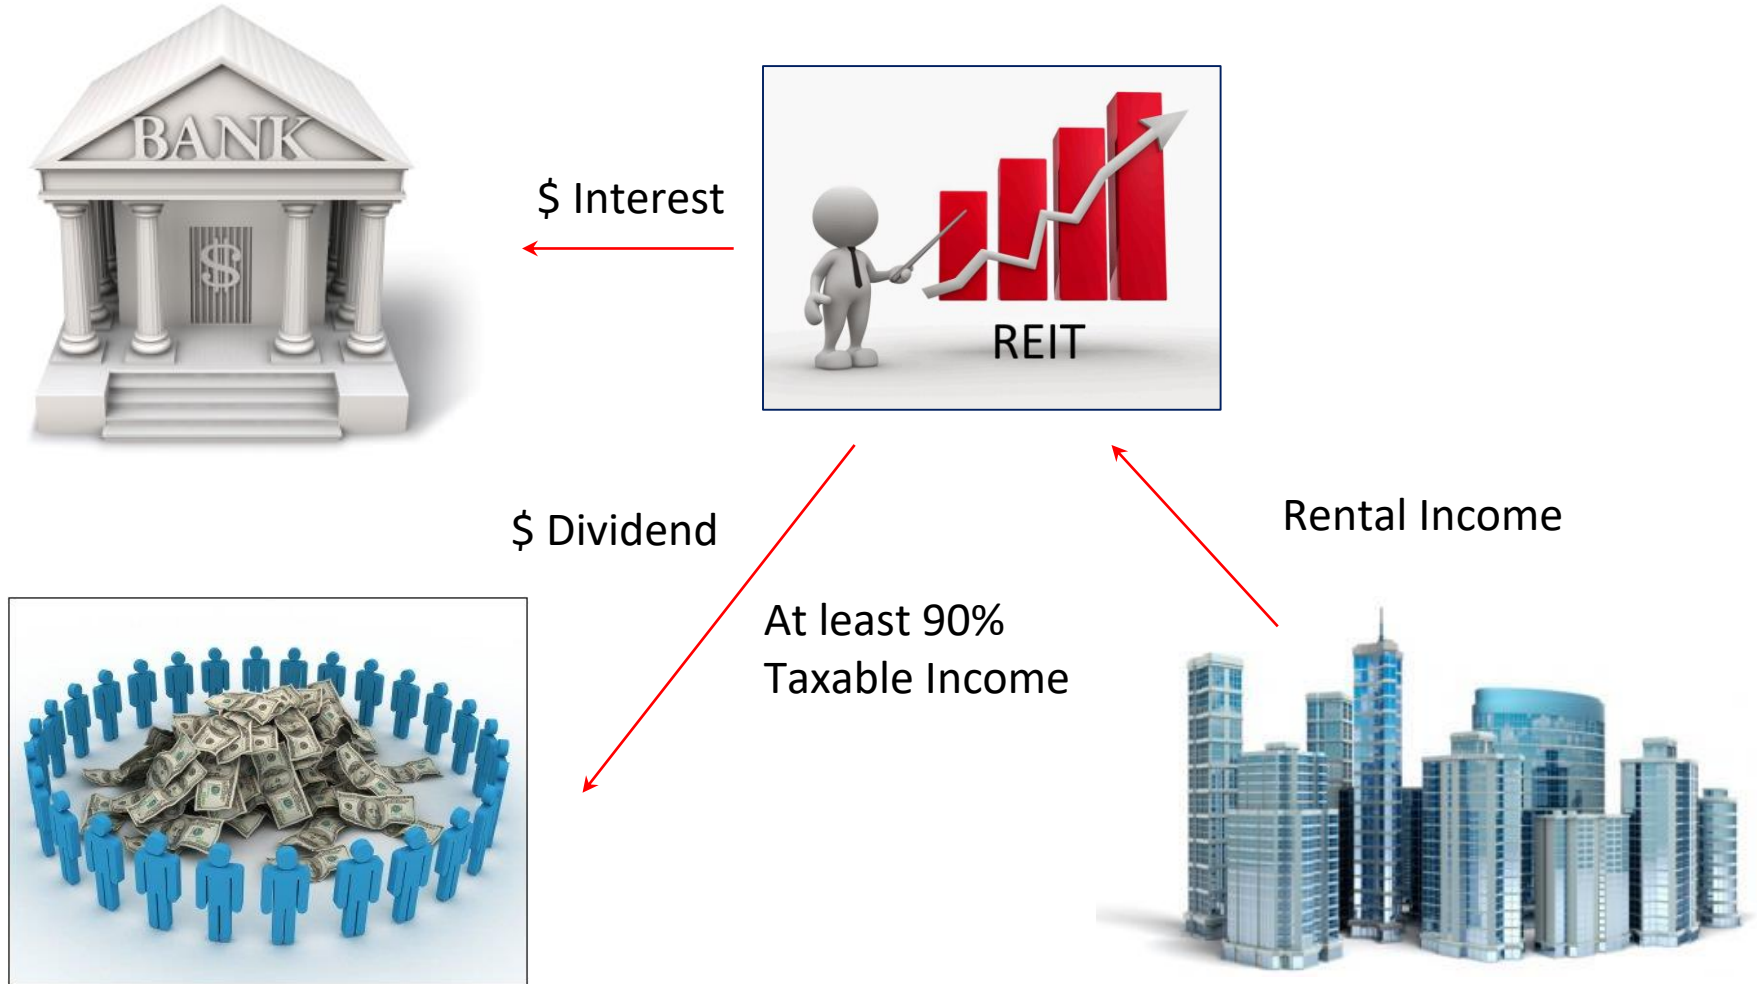 BANK
$
$ Interest
REIT
$ Dividend
Rental Income
At least 90%
Taxable Income